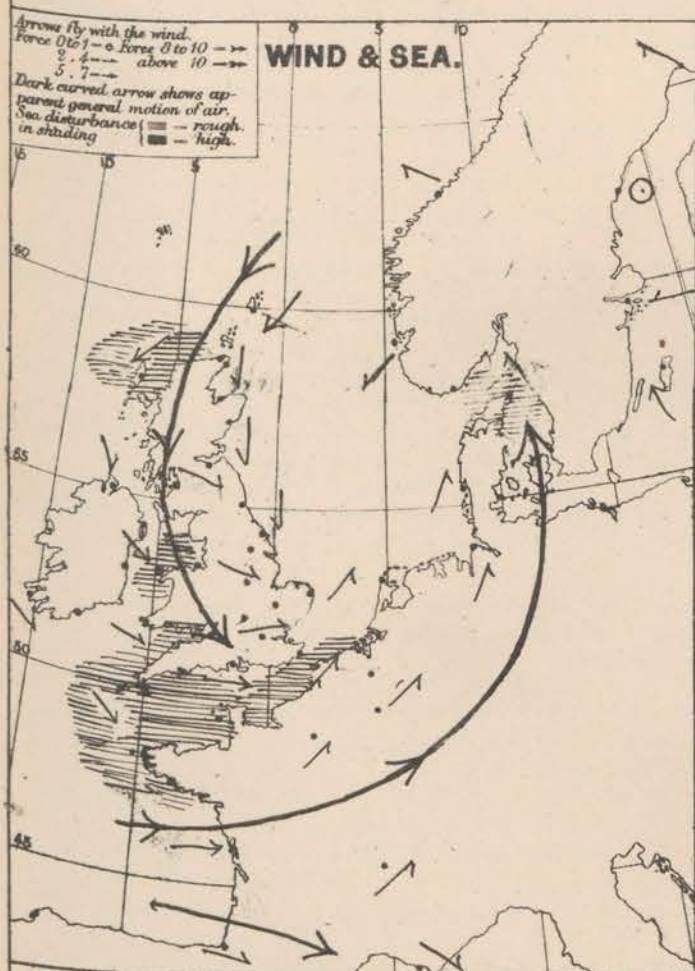 Arrows fly with the wind.
Force 0 to 1 – o Force 8 to 10 –
2 . 4 – above 10 –
5 . 7 –
Dark curved arrow shows ap-
parent general motion of air.
Sea disturbance { – rough.
in shading { – high.
WIND & SEA.
5
10
15
5
0
60
55
50
45